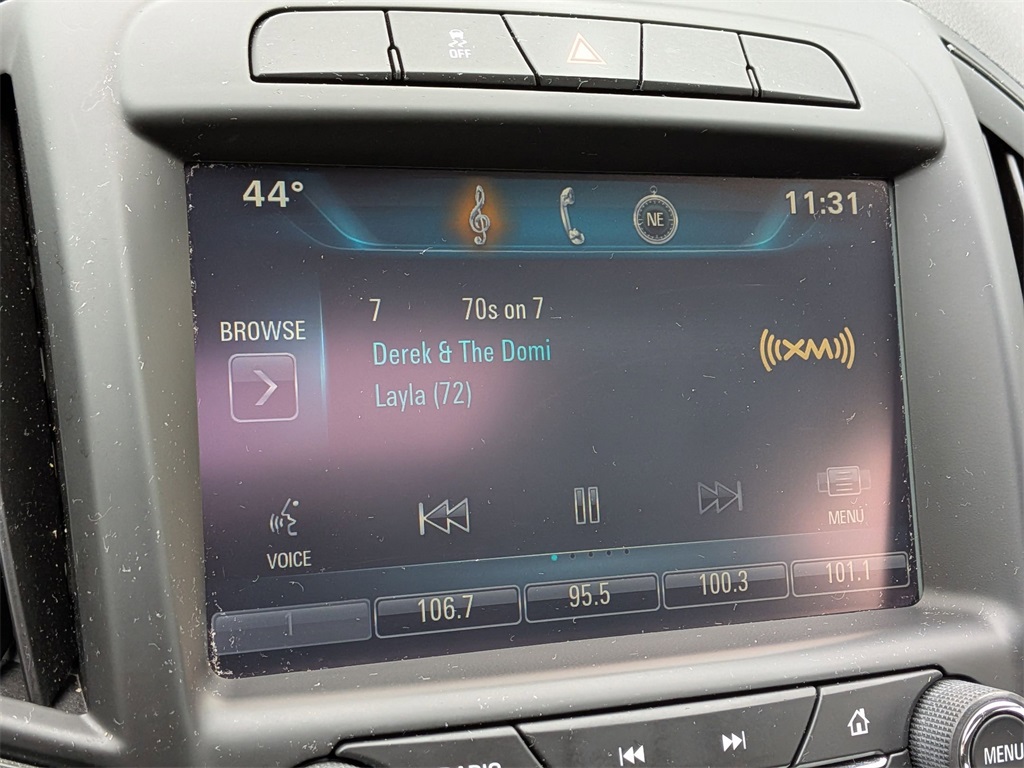 OFF
44°
NE
11:31
7 70s on 7
BROWSE
Derek & The Domi
XM
Layla (72)
VOICE
MENU
1 106.7 95.5 100.3 101.1
MENU